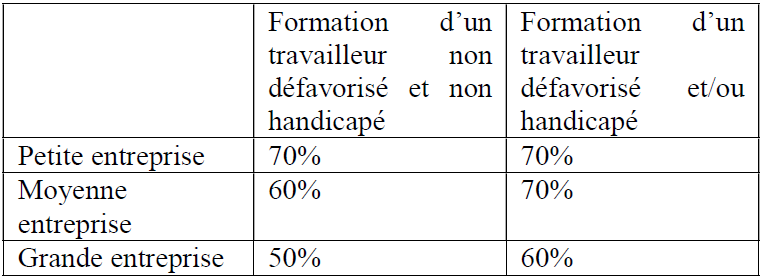 Formation d’un travailleur non défavorisé et non handicapé
Formation d’un travailleur défavorisé et/ou handicapé
Petite entreprise 70% 70%
Moyenne entreprise 60% 70%
Grande entreprise 50% 60%